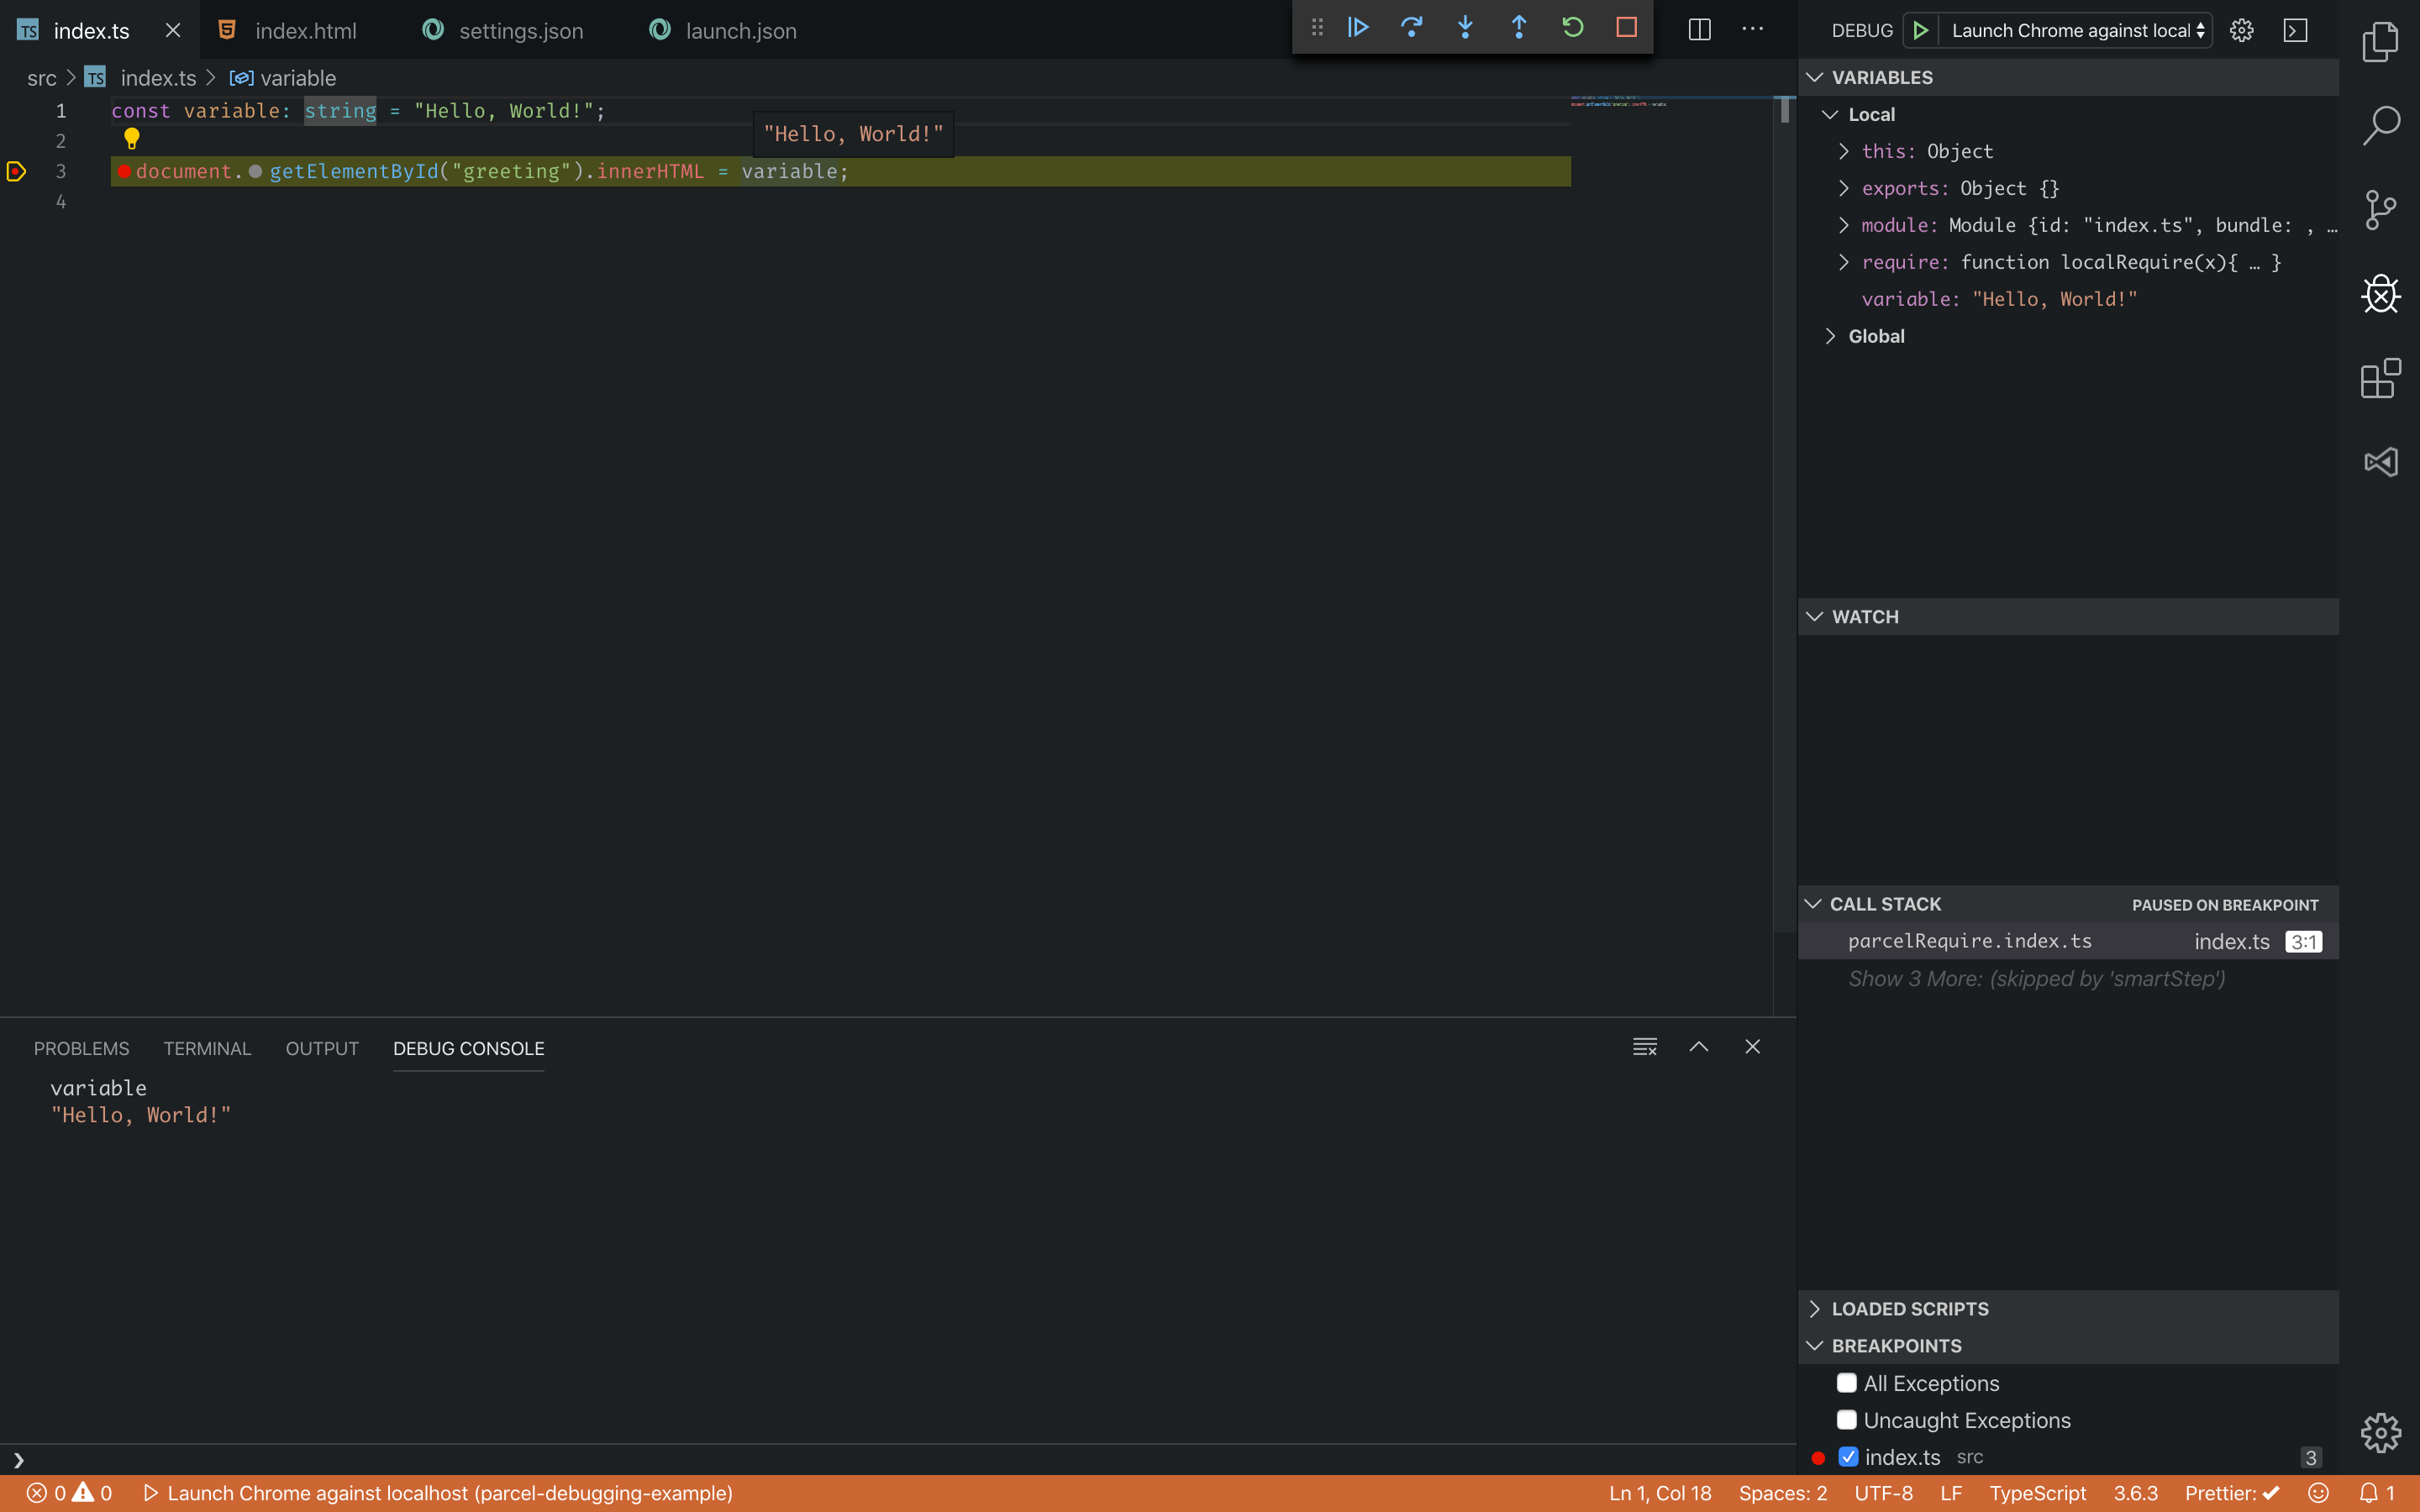 TS index.ts index.html settings.json launch.json
src > TS index.ts > variable
1 const variable: string = "Hello, World!";
2
"Hello, World!"
3 document.getElementById("greeting").innerHTML = variable;
4
DEBUG Launch Chrome against local
VARIABLES
Local
this: Object
exports: Object {}
module: Module {id: "index.ts", bundle: , …
require: function localRequire(x){ … }
variable: "Hello, World!"
Global
WATCH
CALL STACK PAUSED ON BREAKPOINT
parcelRequire.index.ts index.ts 3:1
Show 3 More: (skipped by 'smartStep')
LOADED SCRIPTS
BREAKPOINTS
All Exceptions
Uncaught Exceptions
index.ts src 3
PROBLEMS TERMINAL OUTPUT DEBUG CONSOLE
variable
"Hello, World!"
0 0 Launch Chrome against localhost (parcel-debugging-example) Ln 1, Col 18 Spaces: 2 UTF-8 LF TypeScript 3.6.3 Prettier: ✓ 1